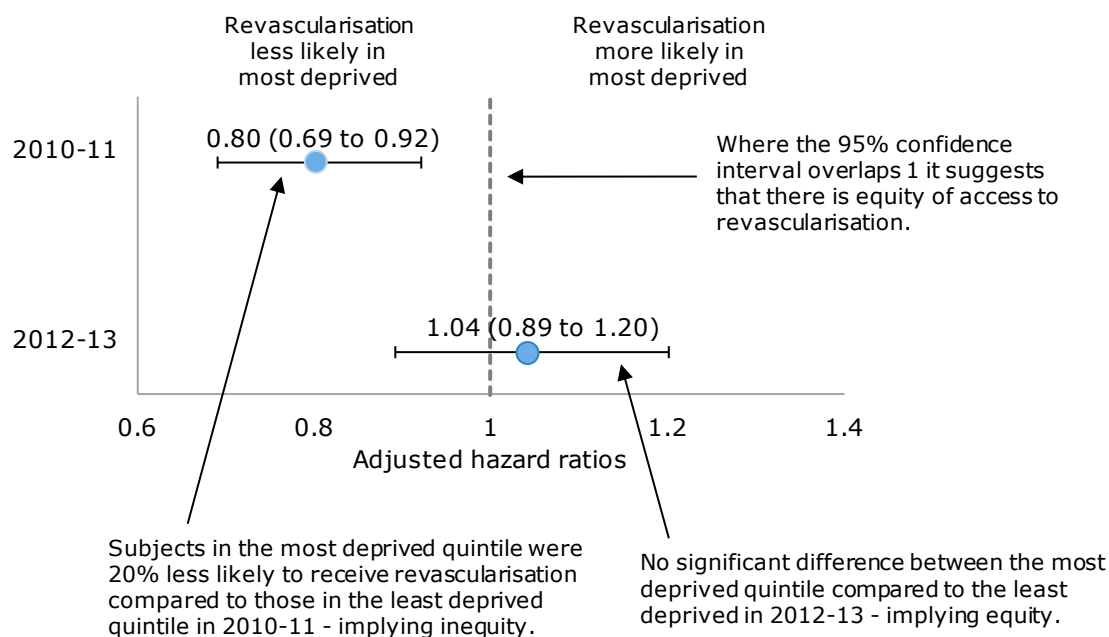 Revascularisation
less likely in
most deprived
Revascularisation
more likely in
most deprived
2010-11
0.80 (0.69 to 0.92)
Where the 95% confidence
interval overlaps 1 it suggests
that there is equity of access to
revascularisation.
2012-13
1.04 (0.89 to 1.20)
0.6 0.8 1 1.2 1.4
Adjusted hazard ratios
Subjects in the most deprived quintile were
20% less likely to receive revascularisation
compared to those in the least deprived
quintile in 2010-11 - implying inequity.
No significant difference between the most
deprived quintile compared to the least
deprived in 2012-13 - implying equity.